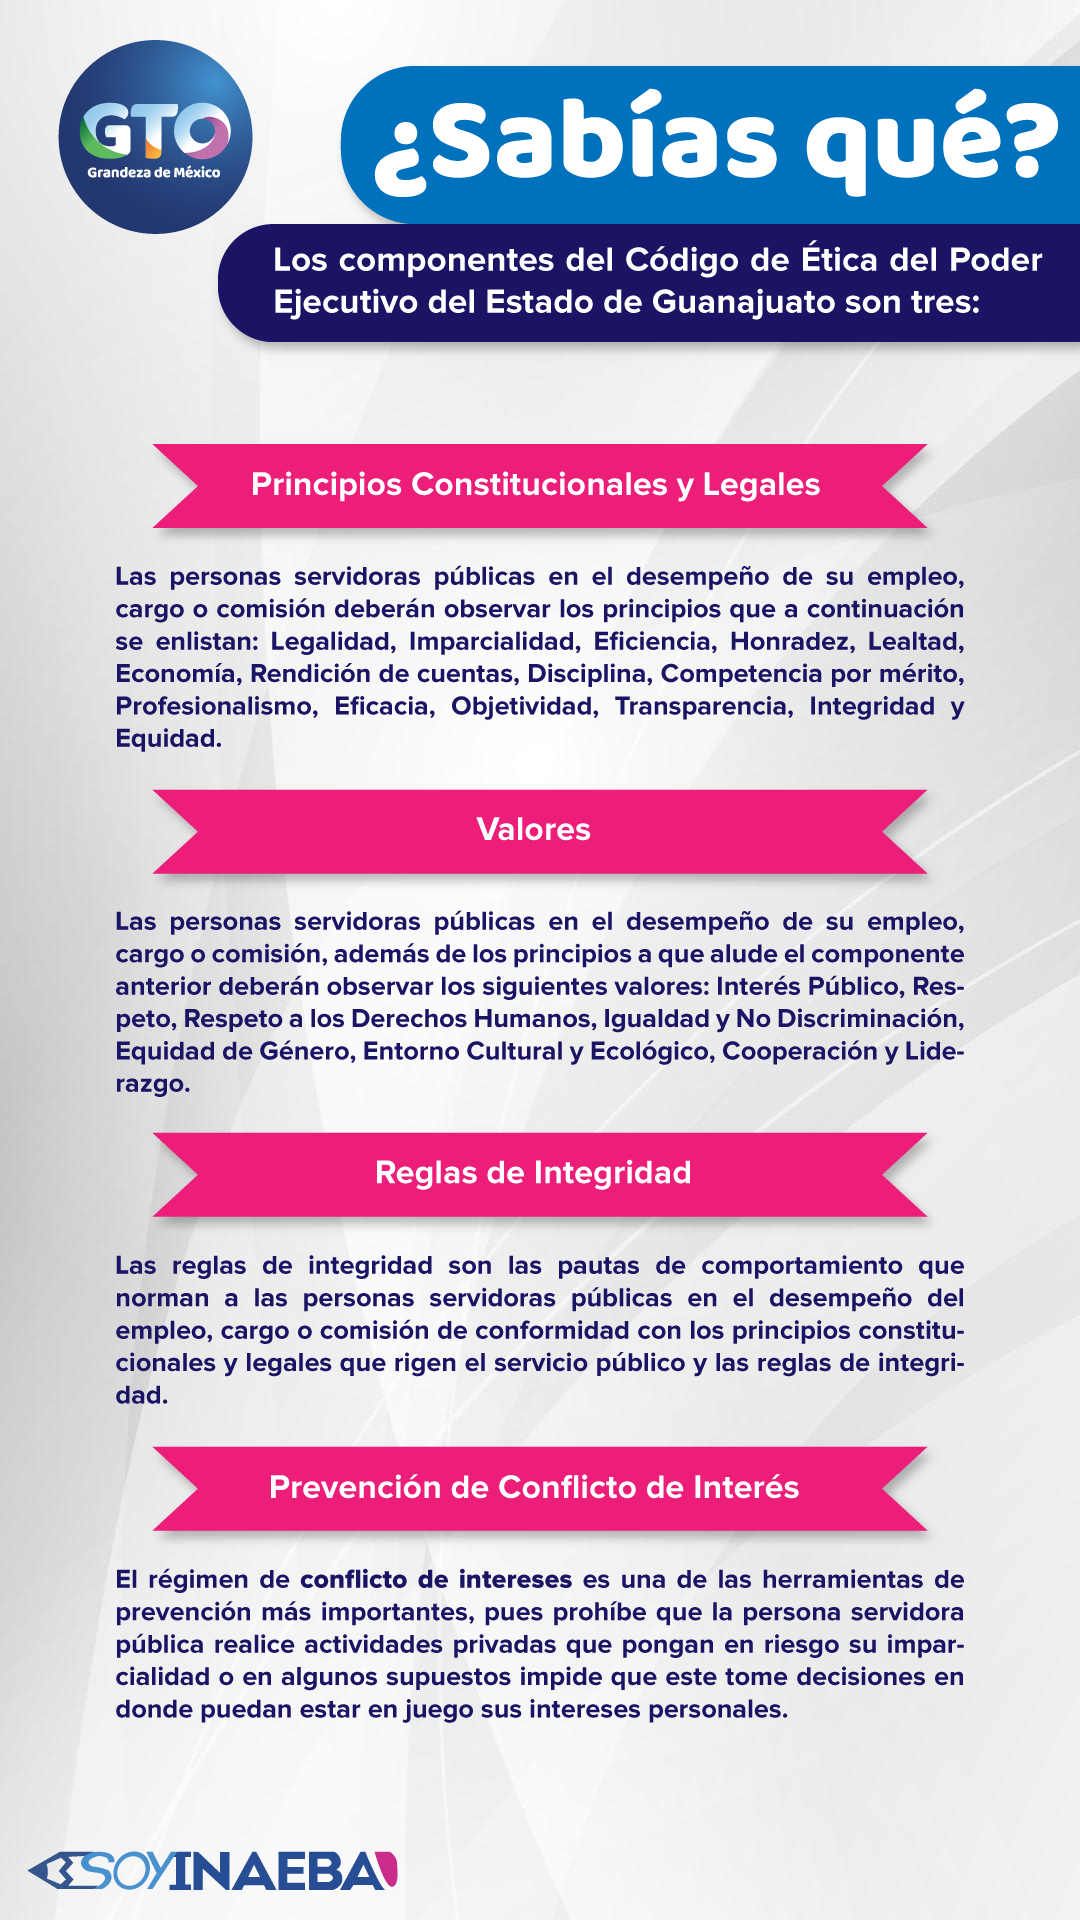 GTO
Grandeza de México
¿Sabías qué?
Los componentes del Código de Ética del Poder
Ejecutivo del Estado de Guanajuato son tres:
Principios Constitucionales y Legales
Las personas servidoras públicas en el desempeño de su empleo,
cargo o comisión deberán observar los principios que a continuación
se enlistan: Legalidad, Imparcialidad, Eficiencia, Honradez, Lealtad,
Economía, Rendición de cuentas, Disciplina, Competencia por mérito,
Profesionalismo, Eficacia, Objetividad, Transparencia, Integridad y
Equidad.
Valores
Las personas servidoras públicas en el desempeño de su empleo,
cargo o comisión, además de los principios a que alude el componente
anterior deberán observar los siguientes valores: Interés Público, Res-
peto, Respeto a los Derechos Humanos, Igualdad y No Discriminación,
Equidad de Género, Entorno Cultural y Ecológico, Cooperación y Lide-
razgo.
Reglas de Integridad
Las reglas de integridad son las pautas de comportamiento que
norman a las personas servidoras públicas en el desempeño del
empleo, cargo o comisión de conformidad con los principios constitu-
cionales y legales que rigen el servicio público y las reglas de integri-
dad.
Prevención de Conflicto de Interés
El régimen de conflicto de intereses es una de las herramientas de
prevención más importantes, pues prohíbe que la persona servidora
pública realice actividades privadas que pongan en riesgo su impar-
cialidad o en algunos supuestos impide que este tome decisiones en
donde puedan estar en juego sus intereses personales.
SOYINAEBA